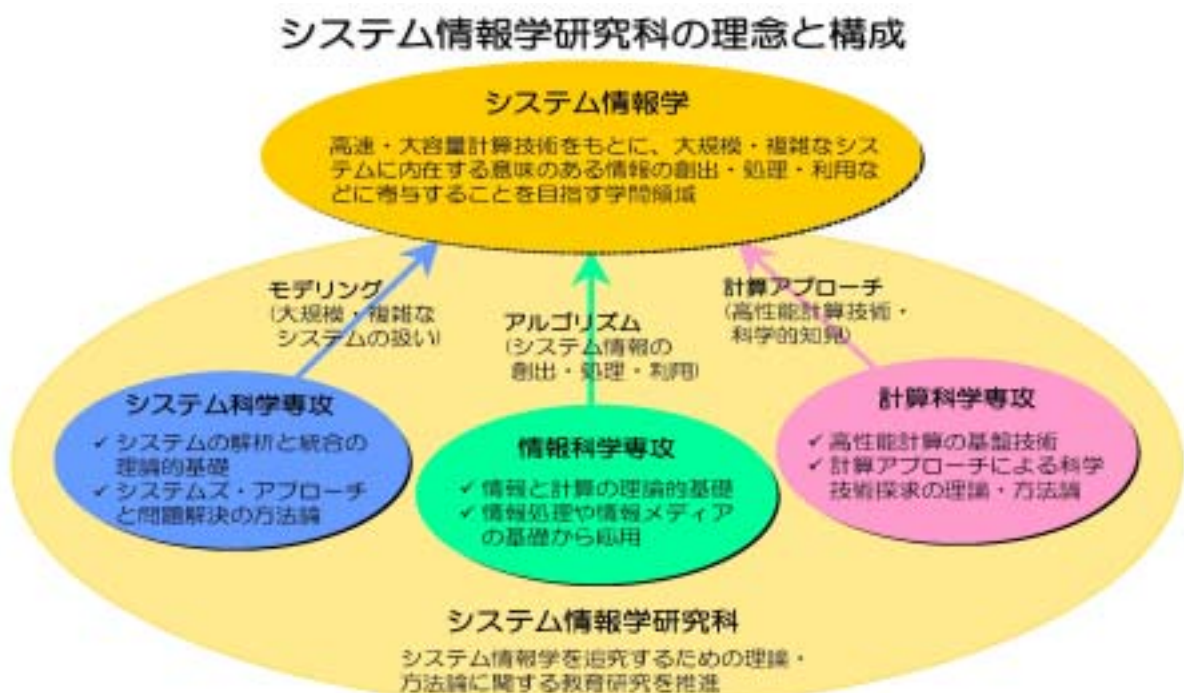 システム情報学研究科の理念と構成
システム情報学
高速・大容量計算技術をもとに、大規模・複雑なシス
テムに内在する意味のある情報の創出・処理・利用な
どに寄与することを目指す学問領域
モデリング
(大規模・複雑な
システムの扱い)
アルゴリズム
(システム情報の
創出・処理・利用)
計算アプローチ
(高性能計算技術・
科学的知見)
システム科学専攻
✓ システムの解析と統合の
理論的基礎
✓ システムズ・アプローチ
と問題解決の方法論
情報科学専攻
✓ 情報と計算の理論的基礎
✓ 情報処理や情報メディア
の基礎から応用
計算科学専攻
✓ 高性能計算の基盤技術
✓ 計算アプローチによる科学
技術探求の理論・方法論
システム情報学研究科
システム情報学を追究するための理論・
方法論に関する教育研究を推進